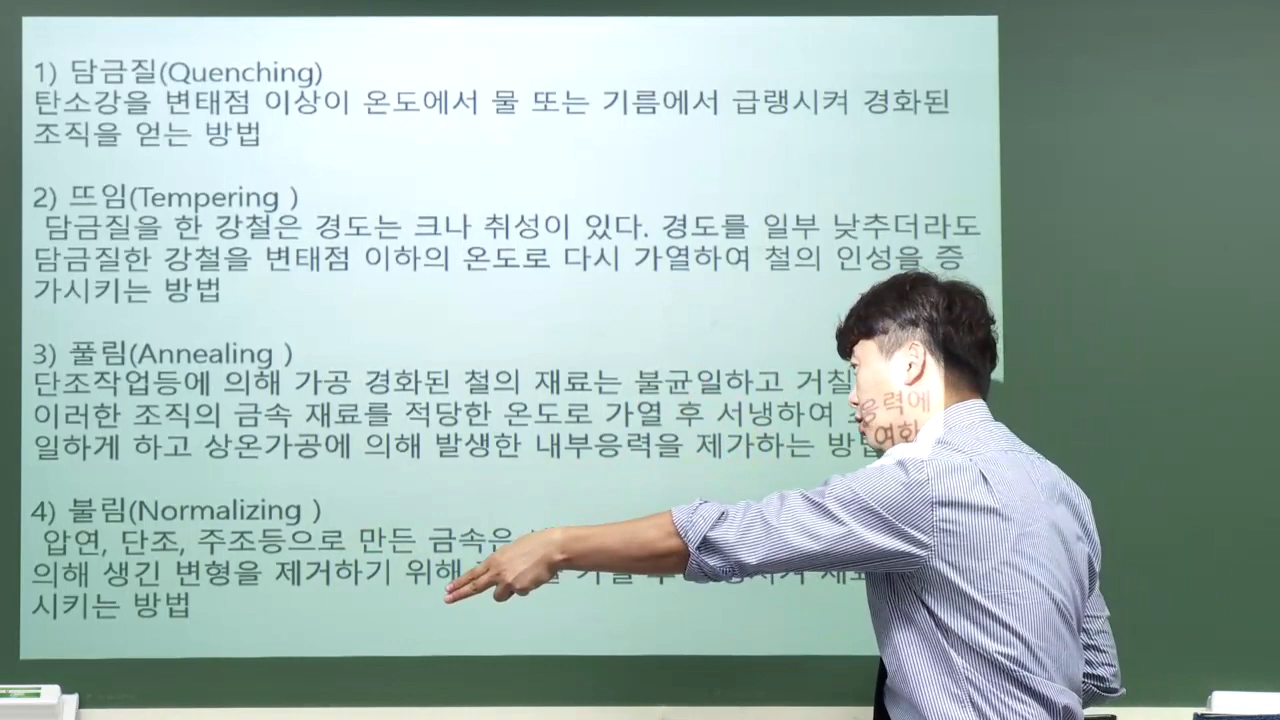 1) 담금질(Quenching)
탄소강을 변태점 이상이 온도에서 물 또는 기름에서 급랭시켜 경화된
조직을 얻는 방법
2) 뜨임(Tempering )
담금질을 한 강철은 경도는 크나 취성이 있다. 경도를 일부 낮추더라도
담금질한 강철을 변태점 이하의 온도로 다시 가열하여 철의 인성을 증
가시키는 방법
3) 풀림(Annealing )
단조작업등에 의해 가공 경화된 철의 재료는 불균일하고 거칠
이러한 조직의 금속 재료를 적당한 온도로 가열 후 서냉하여
일하게 하고 상온가공에 의해 발생한 내부응력을 제가하는 방법
4) 불림(Normalizing )
압연, 단조, 주조등으로 만든 금속은 응력에
의해 생긴 변형을 제거하기 위해 가열 후
시키는 방법